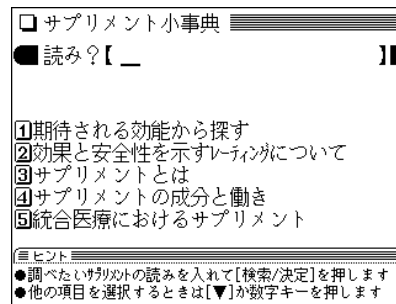 サプリメント小事典
読み?【 _ 】
1期待される効能から探す
2効果と安全性を示すレーティングについて
3サプリメントとは
4サプリメントの成分と働き
5統合医療におけるサプリメント
ヒント
●調べたいサプリメントの読みを入れて[検索/決定]を押します
●他の項目を選択するときは[▼]か数字キーを押します